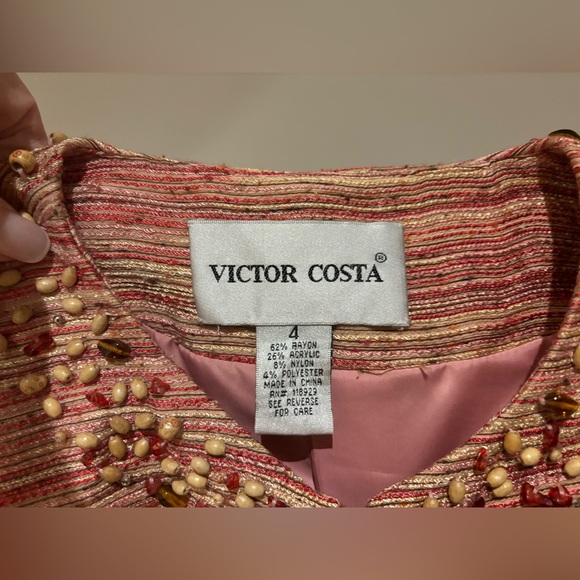 VICTOR COSTA®
4
62% RAYON
26% ACRYLIC
8% NYLON
4% POLYESTER
MADE IN CHINA
RN# 118929
SEE REVERSE
FOR CARE